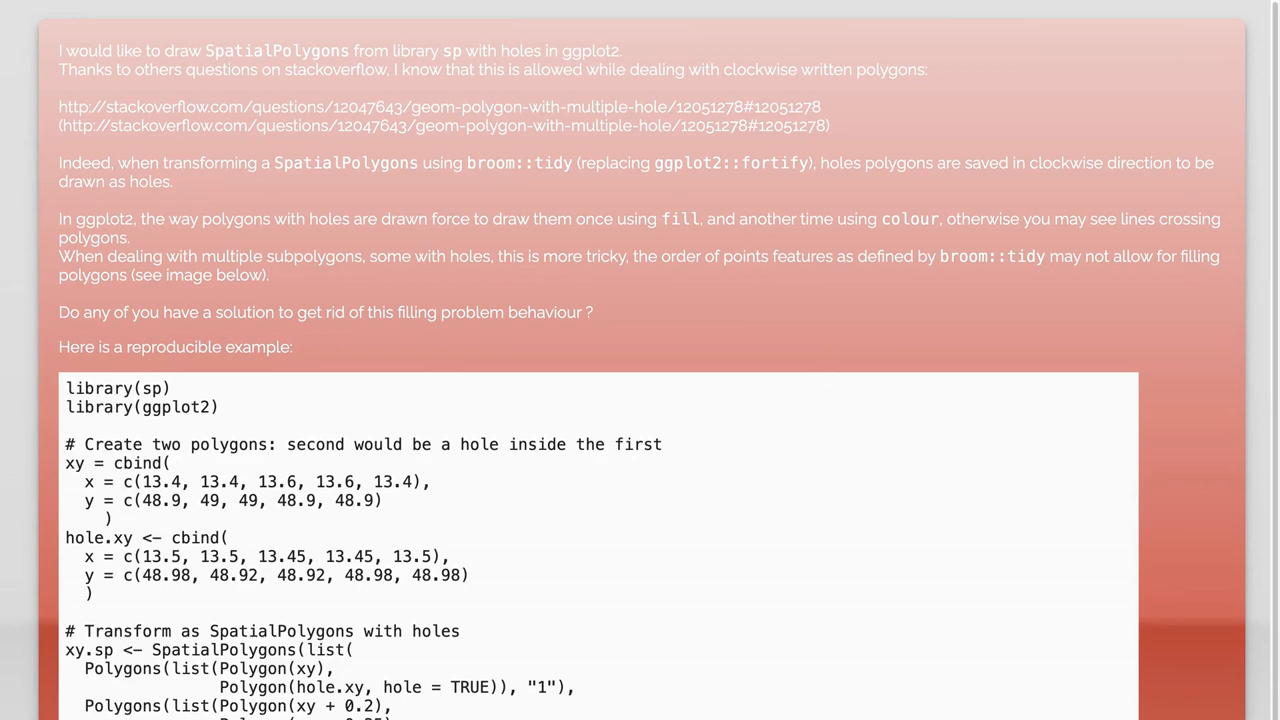 I would like to draw SpatialPolygons from library sp with holes in ggplot2.
Thanks to others questions on stackoverflow, I know that this is allowed while dealing with clockwise written polygons:
http://stackoverflow.com/questions/12047643/geom-polygon-with-multiple-hole/12051278#12051278
(http://stackoverflow.com/questions/12047643/geom-polygon-with-multiple-hole/12051278#12051278)
Indeed, when transforming a SpatialPolygons using broom::tidy (replacing ggplot2::fortify), holes polygons are saved in clockwise direction to be
drawn as holes.
In ggplot2, the way polygons with holes are drawn force to draw them once using fill, and another time using colour, otherwise you may see lines crossing
polygons.
When dealing with multiple subpolygons, some with holes, this is more tricky, the order of points features as defined by broom::tidy may not allow for filling
polygons (see image below).
Do any of you have a solution to get rid of this filling problem behaviour ?
Here is a reproducible example:
library(sp)
library(ggplot2)
# Create two polygons: second would be a hole inside the first
xy = cbind(
  x = c(13.4, 13.4, 13.6, 13.6, 13.4),
  y = c(48.9, 49, 49, 48.9, 48.9)
    )
hole.xy <- cbind(
  x = c(13.5, 13.5, 13.45, 13.45, 13.5),
  y = c(48.98, 48.92, 48.92, 48.98, 48.98)
  )
# Transform as SpatialPolygons with holes
xy.sp <- SpatialPolygons(list(
  Polygons(list(Polygon(xy),
                Polygon(hole.xy, hole = TRUE)), "1"),
  Polygons(list(Polygon(xy + 0.2),